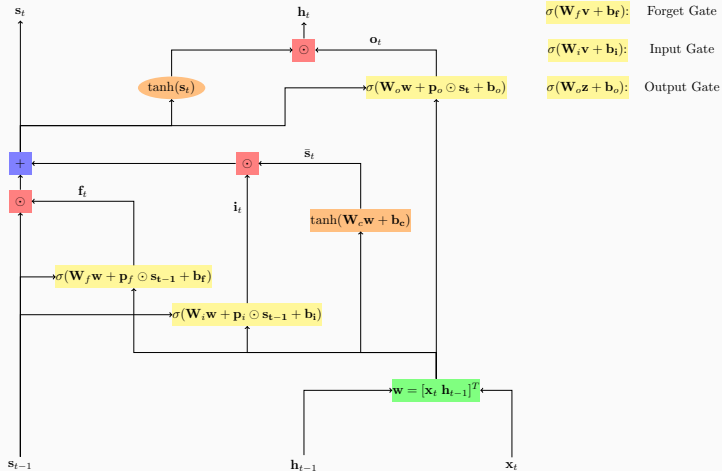 s_t
h_t
σ(W_f v + b_f): Forget Gate
o_t
⊙
σ(W_i v + b_i): Input Gate
tanh(s_t)
σ(W_o w + p_o ⊙ s_t + b_o)
σ(W_o z + b_o): Output Gate
+
⊙
s̄_t
f_t
⊙
i_t
tanh(W_c w + b_c)
σ(W_f w + p_f ⊙ s_{t−1} + b_f)
σ(W_i w + p_i ⊙ s_{t−1} + b_i)
w = [x_t h_{t−1}]^T
s_{t−1}
h_{t−1}
x_t